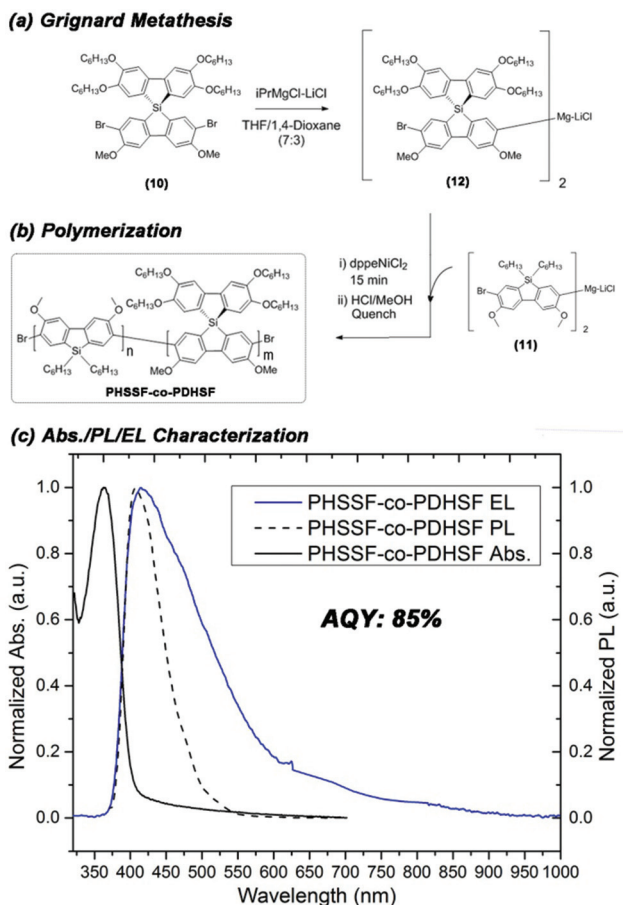 (a) Grignard Metathesis
C6H13O
OC6H13
C6H13O
OC6H13
Si
Br
Br
MeO
OMe
(10)
iPrMgCl-LiCl
THF/1,4-Dioxane
(7:3)
C6H13O
OC6H13
C6H13O
OC6H13
Si
Br
Mg-LiCl
MeO
OMe
(12)
2
(b) Polymerization
i) dppeNiCl2
15 min
ii) HCl/MeOH
Quench
C6H13
C6H13
Si
Br
Mg-LiCl
O
O
2
(11)
C6H13O
OC6H13
C6H13O
OC6H13
O
O
Si
Br
Br
n
m
Si
C6H13
C6H13
MeO
OMe
PHSSF-co-PDHSF
(c) Abs./PL/EL Characterization
PHSSF-co-PDHSF EL
PHSSF-co-PDHSF PL
PHSSF-co-PDHSF Abs.
AQY: 85%
Normalized Abs. (a.u.)
1.0
0.8
0.6
0.4
0.2
0.0
Normalized PL (a.u.)
1.0
0.8
0.6
0.4
0.2
0.0
350 400 450 500 550 600 650 700 750 800 850 900 950 1000
Wavelength (nm)